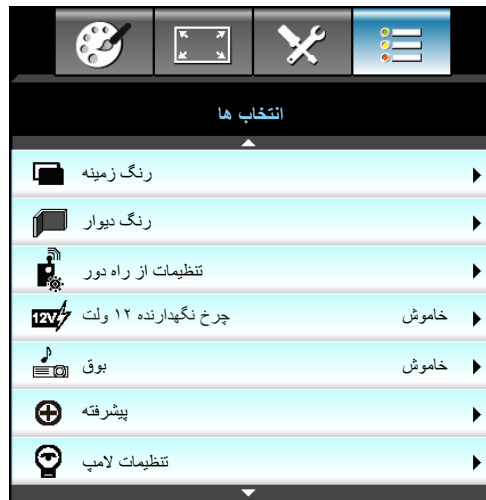 انتخاب ها
رنگ زمینه
رنگ دیوار
تنظیمات از راه دور
12V چرخ نگهدارنده ۱۲ ولت خاموش
بوق خاموش
پیشرفته
تنظیمات لامپ